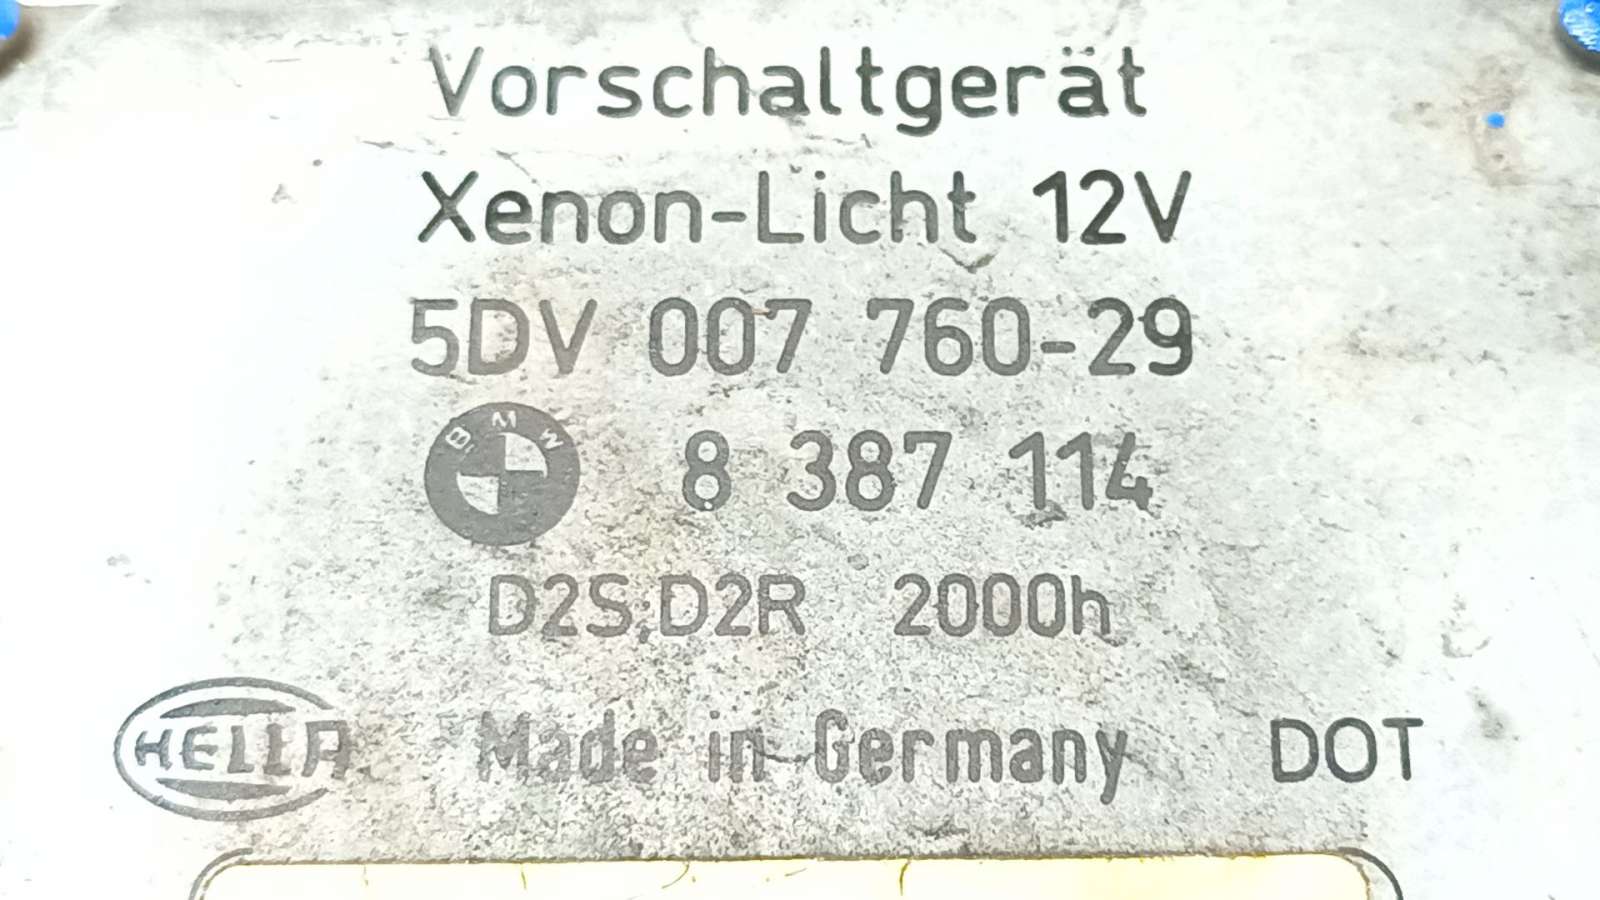 Vorschaltgerät
Xenon-Licht 12V
5DV 007 760-29
BMW 8 387 114
D2S,D2R 2000h
HELLA Made in Germany DOT